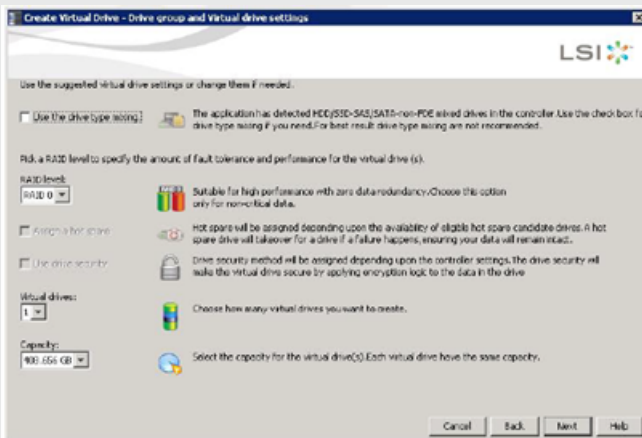 Create Virtual Drive - Drive group and Virtual drive settings
LSI
Use the suggested virtual drive settings or change them if needed.
Use the drive type mixing.
The application has detected HDD/SSD-SAS/SATA-non-FDE mixed drives in the controller.Use the check box fo
drive type mixing if you need.For best result drive type mixing are not recommended.
Pick a RAID level to specify the amount of fault tolerance and performance for the virtual drive (s).
RAID level:
RAID 0
Suitable for high performance with zero data redundancy.Choose this option
only for non-critical data.
Assign a hot spare
Hot spare will be assigned depending upon the availability of eligible hot spare candidate drives. A hot
spare drive will takeover for a drive if a failure happens, ensuring your data will remain intact.
Use drive security
Drive security method will be assigned depending upon the controller settings.The drive security will
make the virtual drive secure by applying encryption logic to the data in the drive
Virtual drives:
1
Choose how many virtual drives you want to create.
Capacity:
408.656 GB
Select the capacity for the virtual drive(s).Each virtual drive have the same capacity.
Cancel
Back
Next
Help